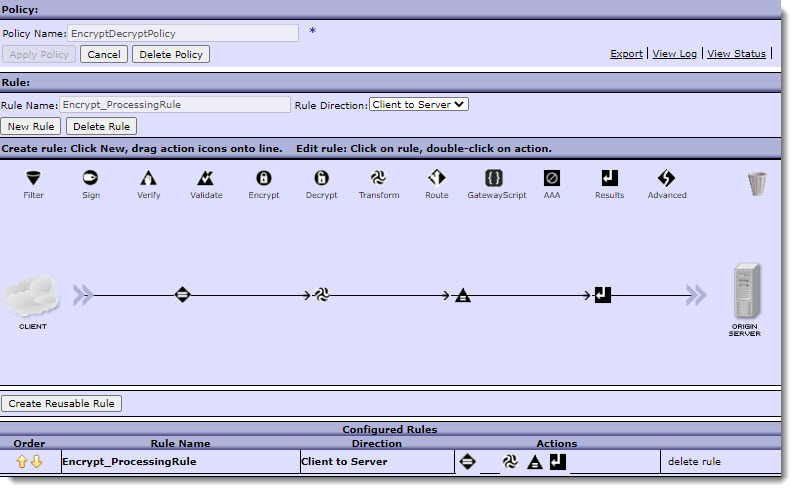 Policy:
Policy Name: EncryptDecryptPolicy *
Apply Policy Cancel Delete Policy Export | View Log | View Status |
Rule:
Rule Name: Encrypt_ProcessingRule Rule Direction: Client to Server
New Rule Delete Rule
Create rule: Click New, drag action icons onto line. Edit rule: Click on rule, double-click on action.
Filter Sign Verify Validate Encrypt Decrypt Transform Route GatewayScript AAA Results Advanced
CLIENT
ORIGIN
SERVER
Create Reusable Rule
Configured Rules
Order Rule Name Direction Actions
Encrypt_ProcessingRule Client to Server delete rule